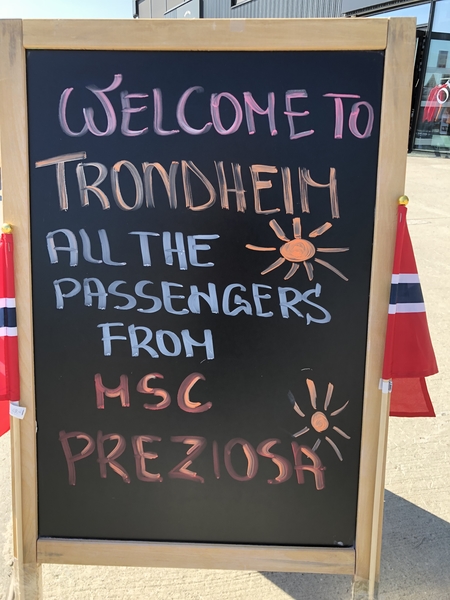 WELCOME TO
TRONDHEIM
ALL THE
PASSENGERS
FROM
MSC
PREZIOSA